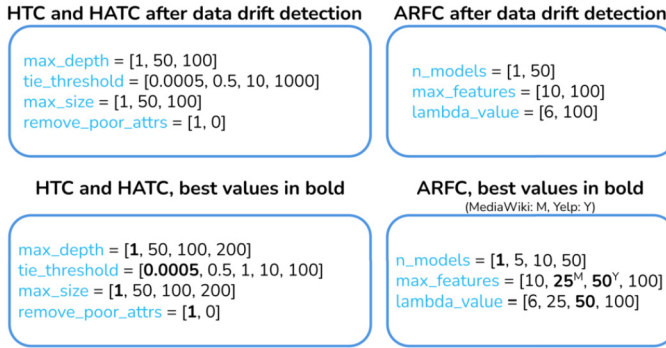 HTC and HATC after data drift detection
max_depth = [1, 50, 100]
tie_threshold = [0.0005, 0.5, 10, 1000]
max_size = [1, 50, 100]
remove_poor_attrs = [1, 0]
ARFC after data drift detection
n_models = [1, 50]
max_features = [10, 100]
lambda_value = [6, 100]
HTC and HATC, best values in bold
max_depth = [1, 50, 100, 200]
tie_threshold = [0.0005, 0.5, 1, 10, 100]
max_size = [1, 50, 100, 200]
remove_poor_attrs = [1, 0]
ARFC, best values in bold
(MediaWiki: M, Yelp: Y)
n_models = [1, 5, 10, 50]
max_features = [10, 25ᴹ, 50ʸ, 100]
lambda_value = [6, 25, 50, 100]